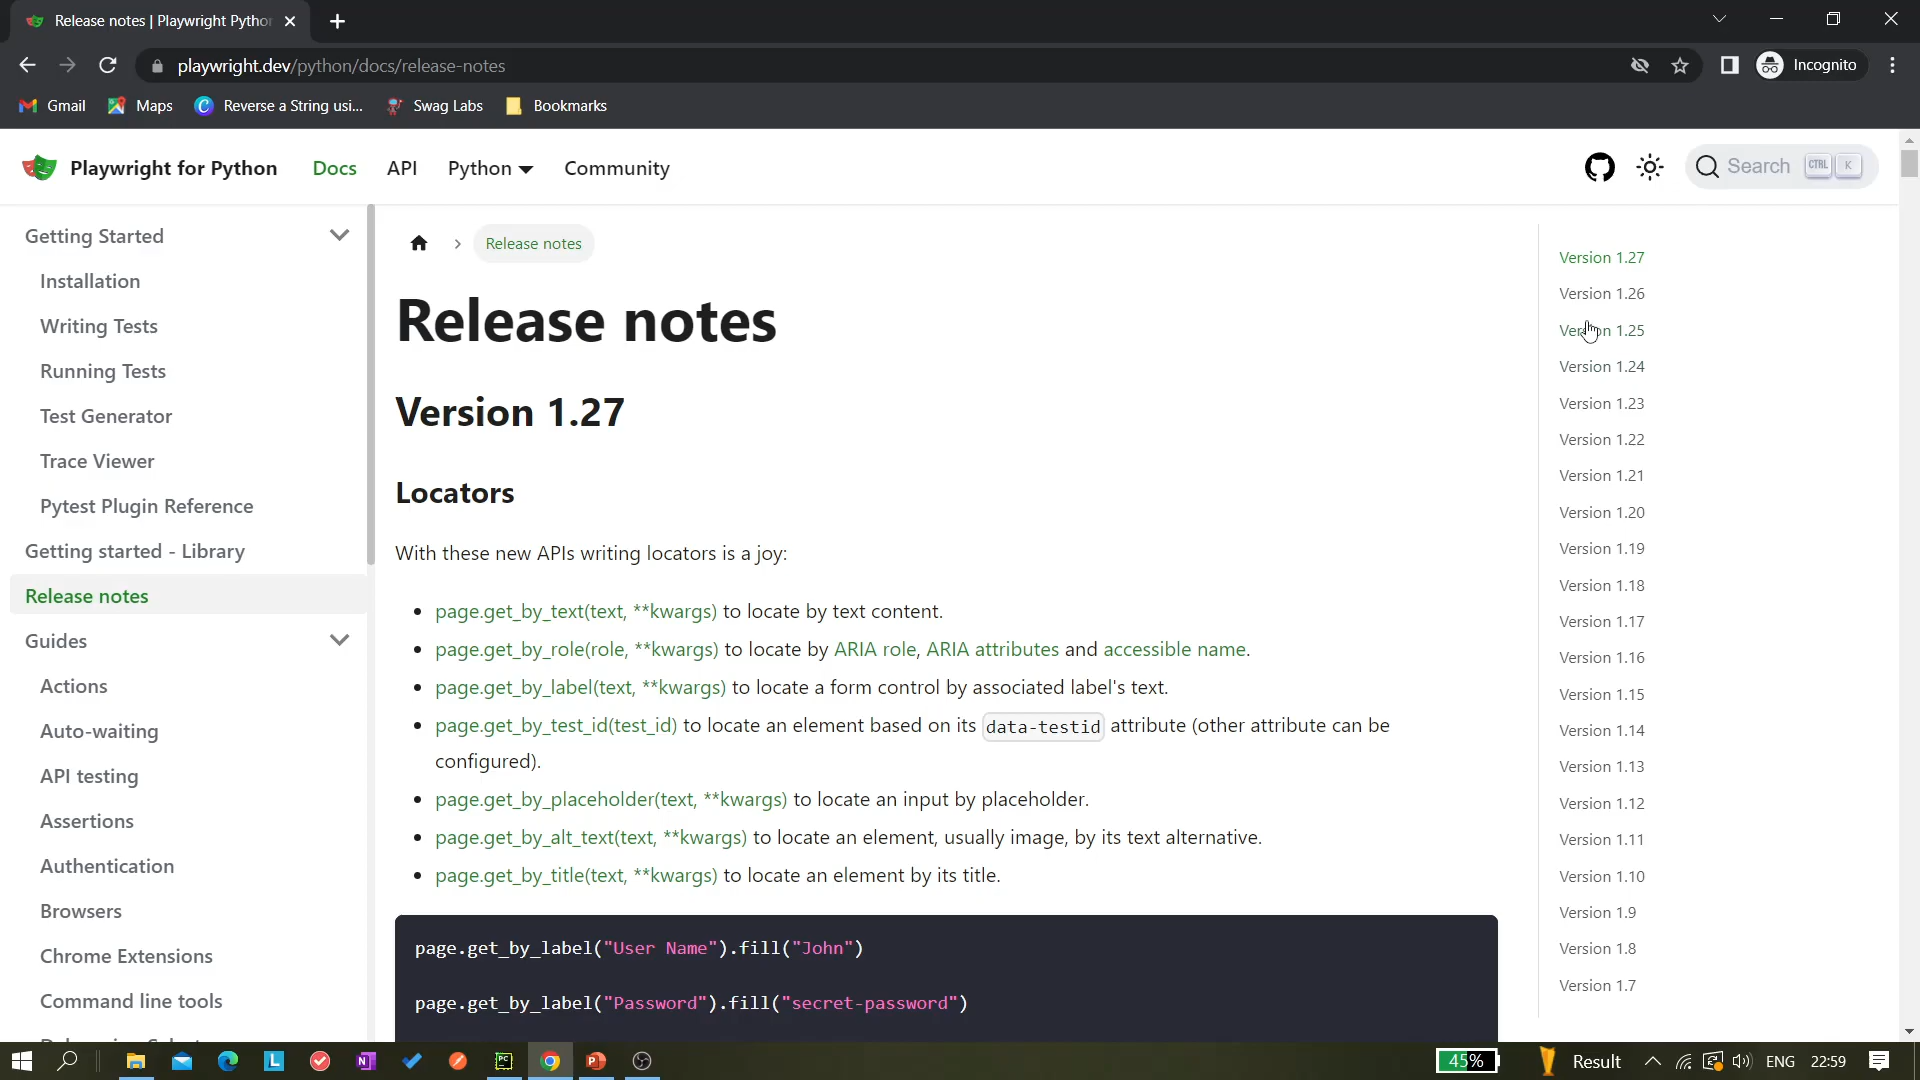 Release notes | Playwright Pytho
playwright.dev/python/docs/release-notes
Incognito
Gmail
Maps
Reverse a String usi...
Swag Labs
Bookmarks
Playwright for Python
Docs
API
Python
Community
Search
CTRL
K
Getting Started
Installation
Writing Tests
Running Tests
Test Generator
Trace Viewer
Pytest Plugin Reference
Getting started - Library
Release notes
Guides
Actions
Auto-waiting
API testing
Assertions
Authentication
Browsers
Chrome Extensions
Command line tools
Release notes
Release notes
Version 1.27
Locators
With these new APIs writing locators is a joy:
page.get_by_text(text, **kwargs) to locate by text content.
page.get_by_role(role, **kwargs) to locate by ARIA role, ARIA attributes and accessible name.
page.get_by_label(text, **kwargs) to locate a form control by associated label's text.
page.get_by_test_id(test_id) to locate an element based on its data-testid attribute (other attribute can be
configured).
page.get_by_placeholder(text, **kwargs) to locate an input by placeholder.
page.get_by_alt_text(text, **kwargs) to locate an element, usually image, by its text alternative.
page.get_by_title(text, **kwargs) to locate an element by its title.
page.get_by_label("User Name").fill("John")
page.get_by_label("Password").fill("secret-password")
Version 1.27
Version 1.26
Version 1.25
Version 1.24
Version 1.23
Version 1.22
Version 1.21
Version 1.20
Version 1.19
Version 1.18
Version 1.17
Version 1.16
Version 1.15
Version 1.14
Version 1.13
Version 1.12
Version 1.11
Version 1.10
Version 1.9
Version 1.8
Version 1.7
45%
Result
ENG
22:59